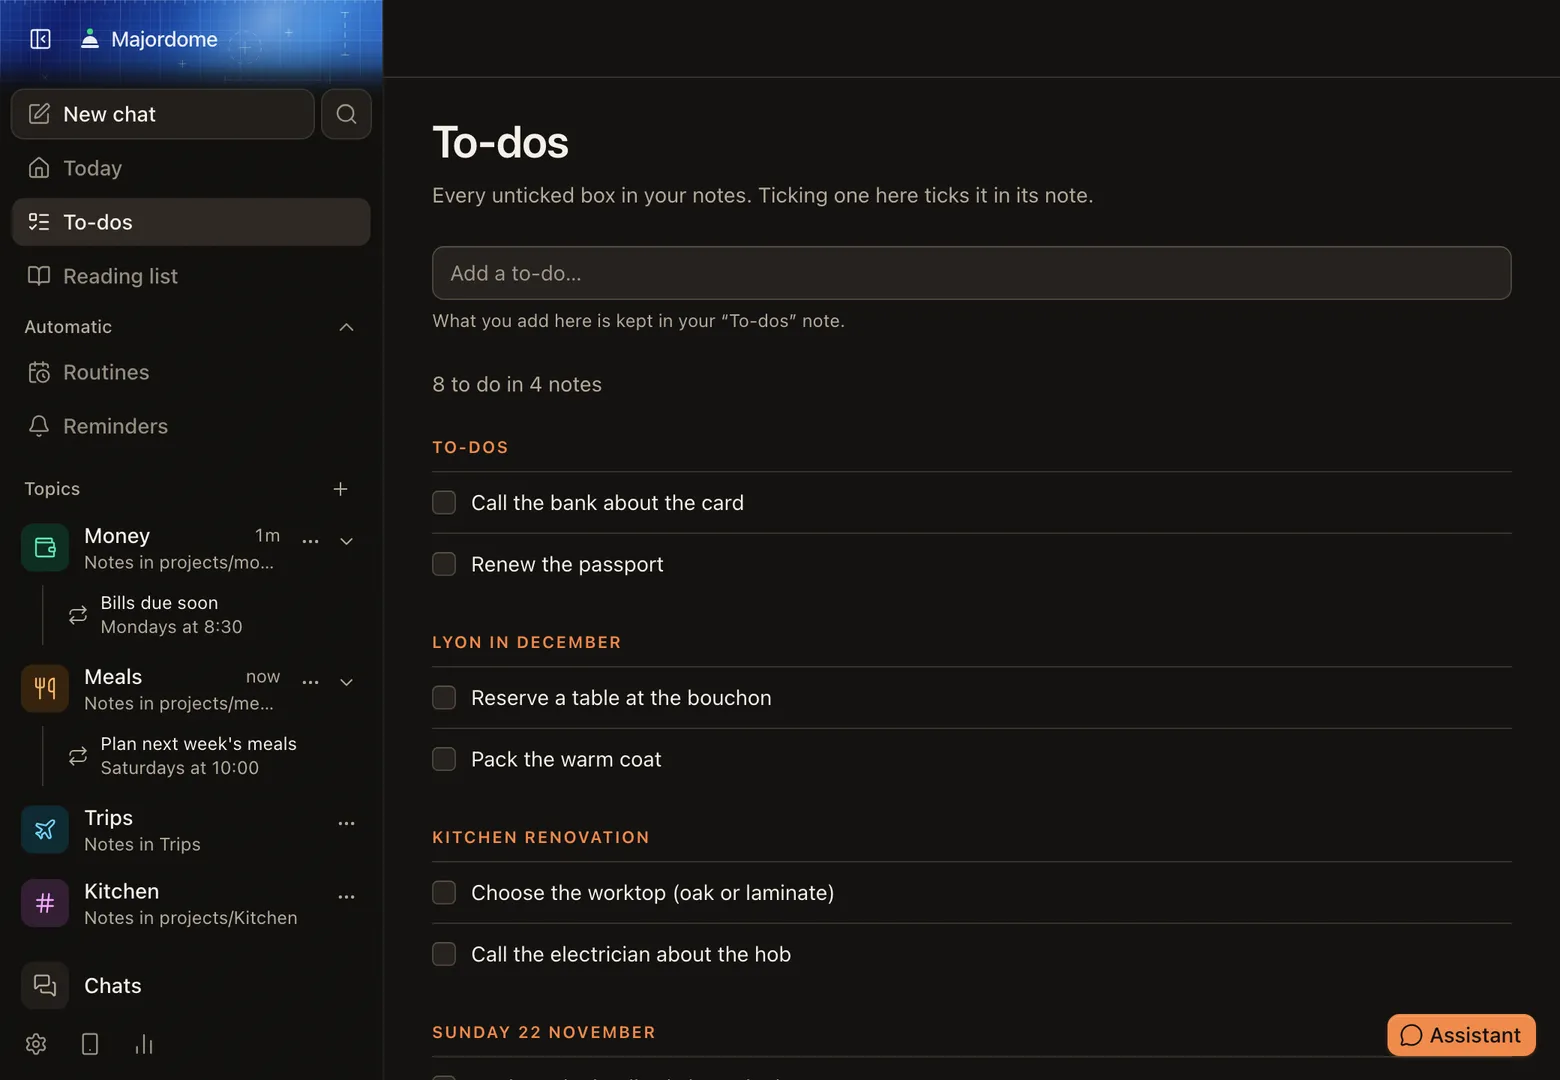 Majordome
New chat
Today
To-dos
Reading list
Automatic
Routines
Reminders
Topics
Money 1m
Notes in projects/mo...
Bills due soon
Mondays at 8:30
Meals now
Notes in projects/me...
Plan next week's meals
Saturdays at 10:00
Trips
Notes in Trips
Kitchen
Notes in projects/Kitchen
Chats
To-dos
Every unticked box in your notes. Ticking one here ticks it in its note.
Add a to-do...
What you add here is kept in your “To-dos” note.
8 to do in 4 notes
TO-DOS
Call the bank about the card
Renew the passport
LYON IN DECEMBER
Reserve a table at the bouchon
Pack the warm coat
KITCHEN RENOVATION
Choose the worktop (oak or laminate)
Call the electrician about the hob
SUNDAY 22 NOVEMBER
Assistant